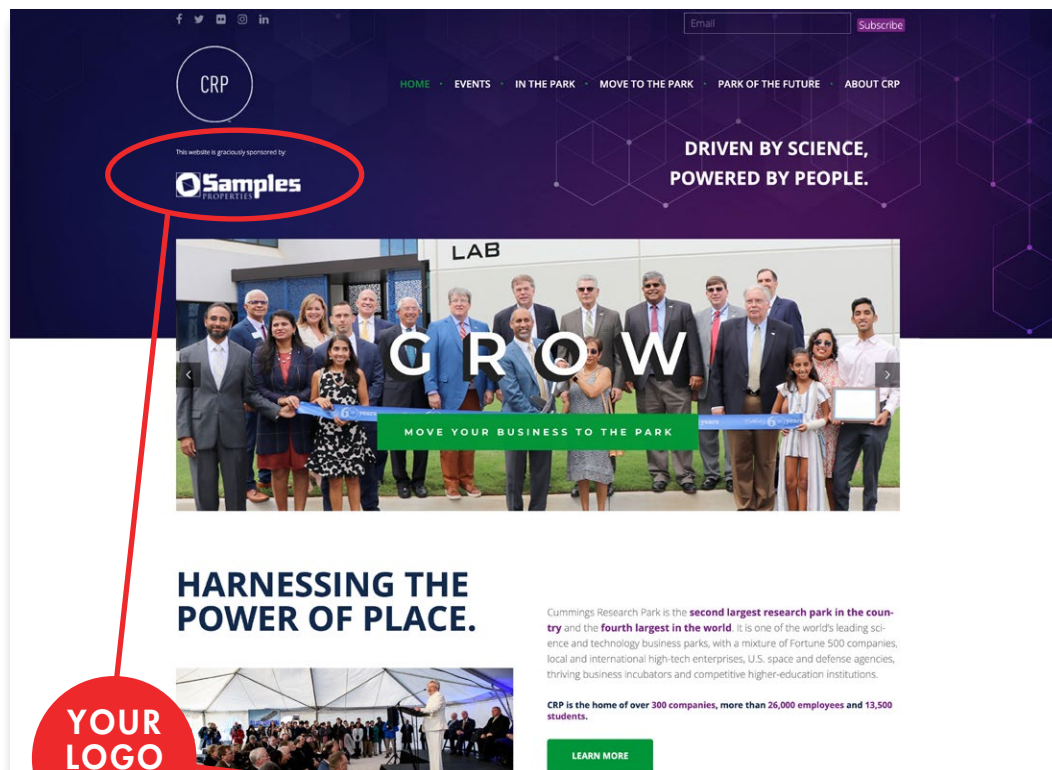 Email
Subscribe
CRP
HOME • EVENTS • IN THE PARK • MOVE TO THE PARK • PARK OF THE FUTURE • ABOUT CRP
This website is graciously sponsored by:
Samples
PROPERTIES
DRIVEN BY SCIENCE,
POWERED BY PEOPLE.
LAB
GROW
MOVE YOUR BUSINESS TO THE PARK
6 years
years
6 years
HARNESSING THE
POWER OF PLACE.
Cummings Research Park is the second largest research park in the coun-
try and the fourth largest in the world. It is one of the world's leading sci-
ence and technology business parks, with a mixture of Fortune 500 companies,
local and international high-tech enterprises, U.S. space and defense agencies,
thriving business incubators and competitive higher-education institutions.
CRP is the home of over 300 companies, more than 26,000 employees and 13,500
students.
LEARN MORE
YOUR
LOGO